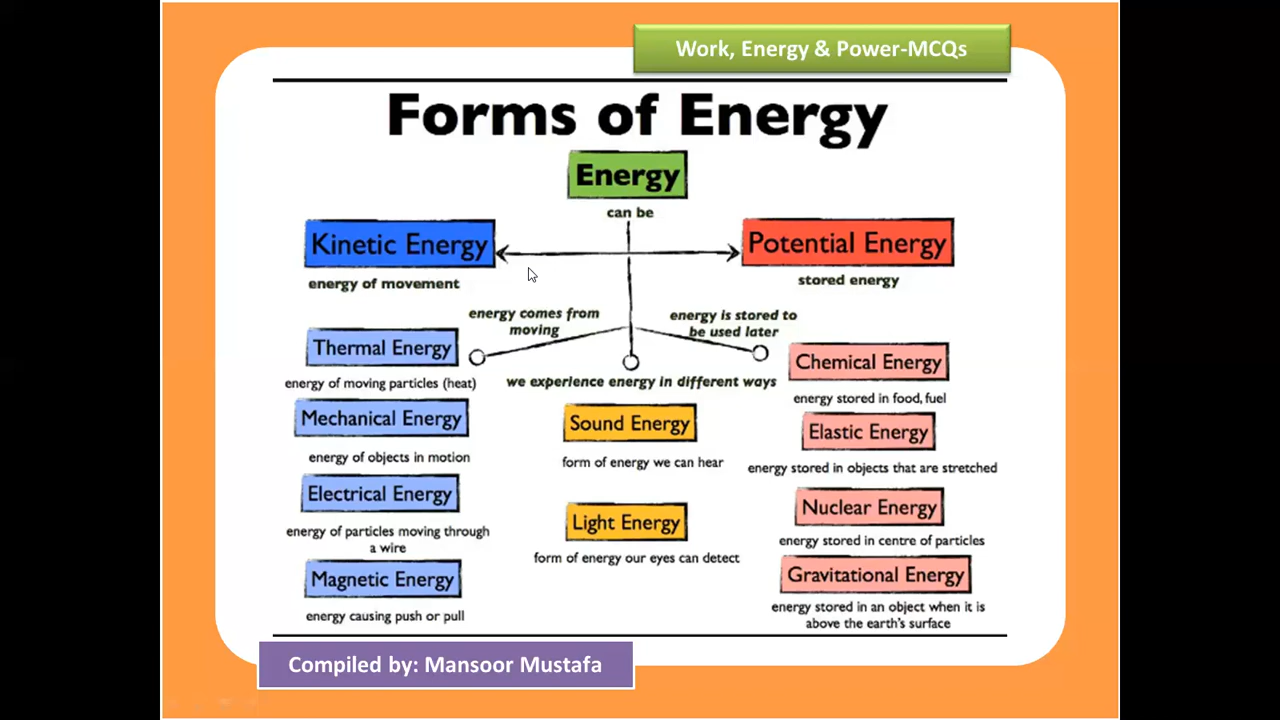 Work, Energy & Power-MCQs
Forms of Energy
Energy
can be
Kinetic Energy
energy of movement
Potential Energy
stored energy
energy comes from
moving
energy is stored to
be used later
we experience energy in different ways
Thermal Energy
energy of moving particles (heat)
Mechanical Energy
energy of objects in motion
Electrical Energy
energy of particles moving through
a wire
Magnetic Energy
energy causing push or pull
Sound Energy
form of energy we can hear
Light Energy
form of energy our eyes can detect
Chemical Energy
energy stored in food, fuel
Elastic Energy
energy stored in objects that are stretched
Nuclear Energy
energy stored in centre of particles
Gravitational Energy
energy stored in an object when it is
above the earth's surface
Compiled by: Mansoor Mustafa